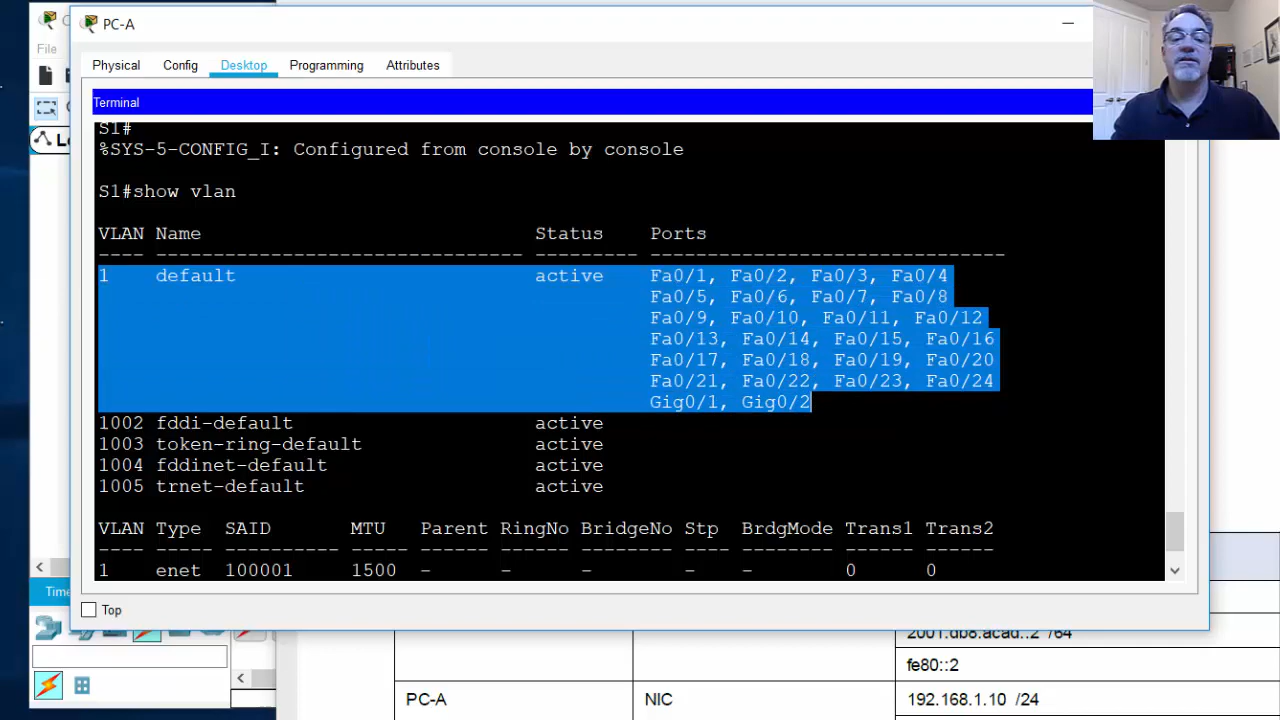 PC-A
File
Physical Config Desktop Programming Attributes
Terminal
S1#
%SYS-5-CONFIG_I: Configured from console by console
S1#show vlan
VLAN Name Status Ports
---- -------------------------------- --------- -------------------------------
1 default active Fa0/1, Fa0/2, Fa0/3, Fa0/4
Fa0/5, Fa0/6, Fa0/7, Fa0/8
Fa0/9, Fa0/10, Fa0/11, Fa0/12
Fa0/13, Fa0/14, Fa0/15, Fa0/16
Fa0/17, Fa0/18, Fa0/19, Fa0/20
Fa0/21, Fa0/22, Fa0/23, Fa0/24
Gig0/1, Gig0/2
1002 fddi-default active
1003 token-ring-default active
1004 fddinet-default active
1005 trnet-default active
VLAN Type SAID MTU Parent RingNo BridgeNo Stp BrdgMode Trans1 Trans2
---- ----- ---------- ----- ------ ------ -------- ---- -------- ------ ------
1 enet 100001 1500 - - - - - 0 0
Time
Top
2001:db8:acad::2 /64
fe80::2
PC-A NIC 192.168.1.10 /24